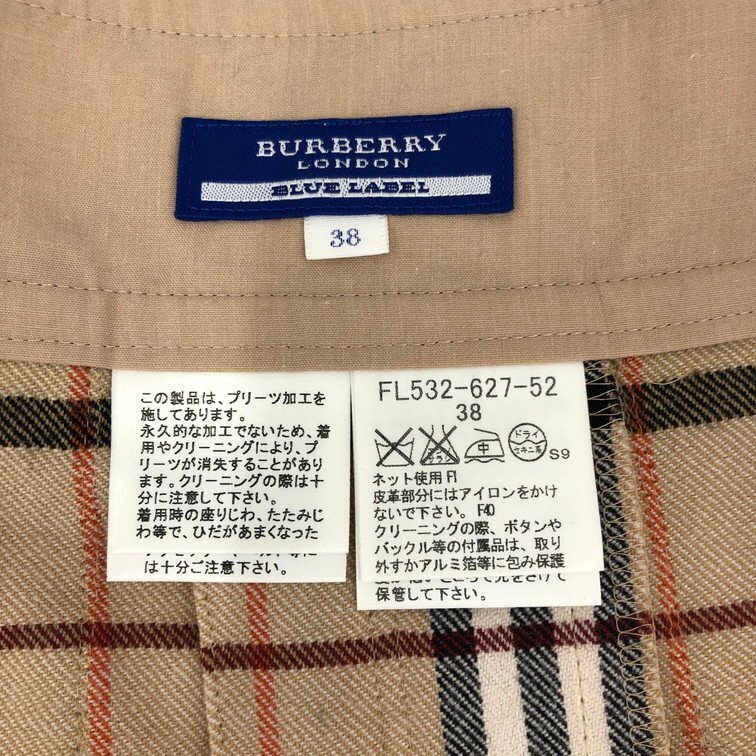 BURBERRY
LONDON
BLUE LABEL
38
この製品は、プリーツ加工を
施してあります。
永久的な加工でないため、着
用やクリーニングにより、プ
リーツが消失することがあり
ます。クリーニングの際は十
分に注意して下さい。
着用時の座りじわ、たたみじ
わ等で、ひだがあまくなった
は十分ご注意下さい。
FL532-627-52
38
中
ドライ
セキユ系
S9
ネット使用 F1
皮革部分にはアイロンをかけ
ないで下さい。 F40
クリーニングの際、ボタンや
バックル等の付属品は、取り
外すかアルミ箔等に包み保護
保管して下さい。